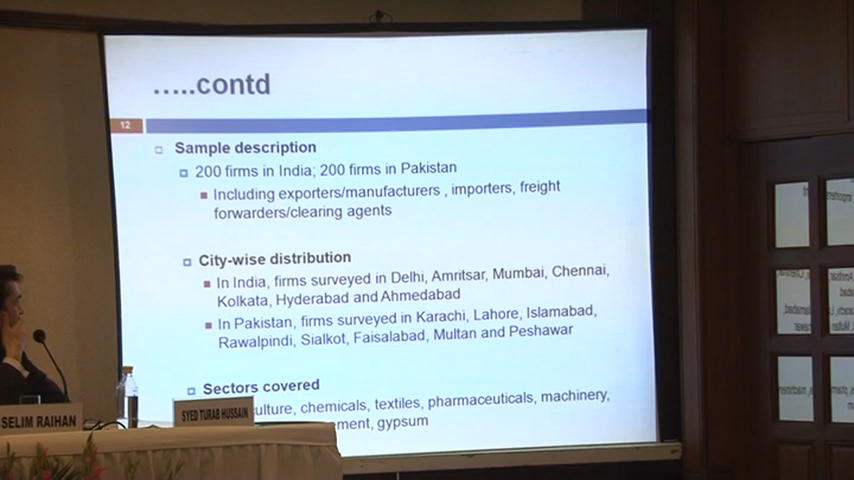 …..contd
12
Sample description
200 firms in India; 200 firms in Pakistan
Including exporters/manufacturers , importers, freight
forwarders/clearing agents
City-wise distribution
In India, firms surveyed in Delhi, Amritsar, Mumbai, Chennai,
Kolkata, Hyderabad and Ahmedabad
In Pakistan, firms surveyed in Karachi, Lahore, Islamabad,
Rawalpindi, Sialkot, Faisalabad, Multan and Peshawar
Sectors covered
culture, chemicals, textiles, pharmaceuticals, machinery,
ment, gypsum
SELIM RAIHAN
SYED TURAB HUSSAIN